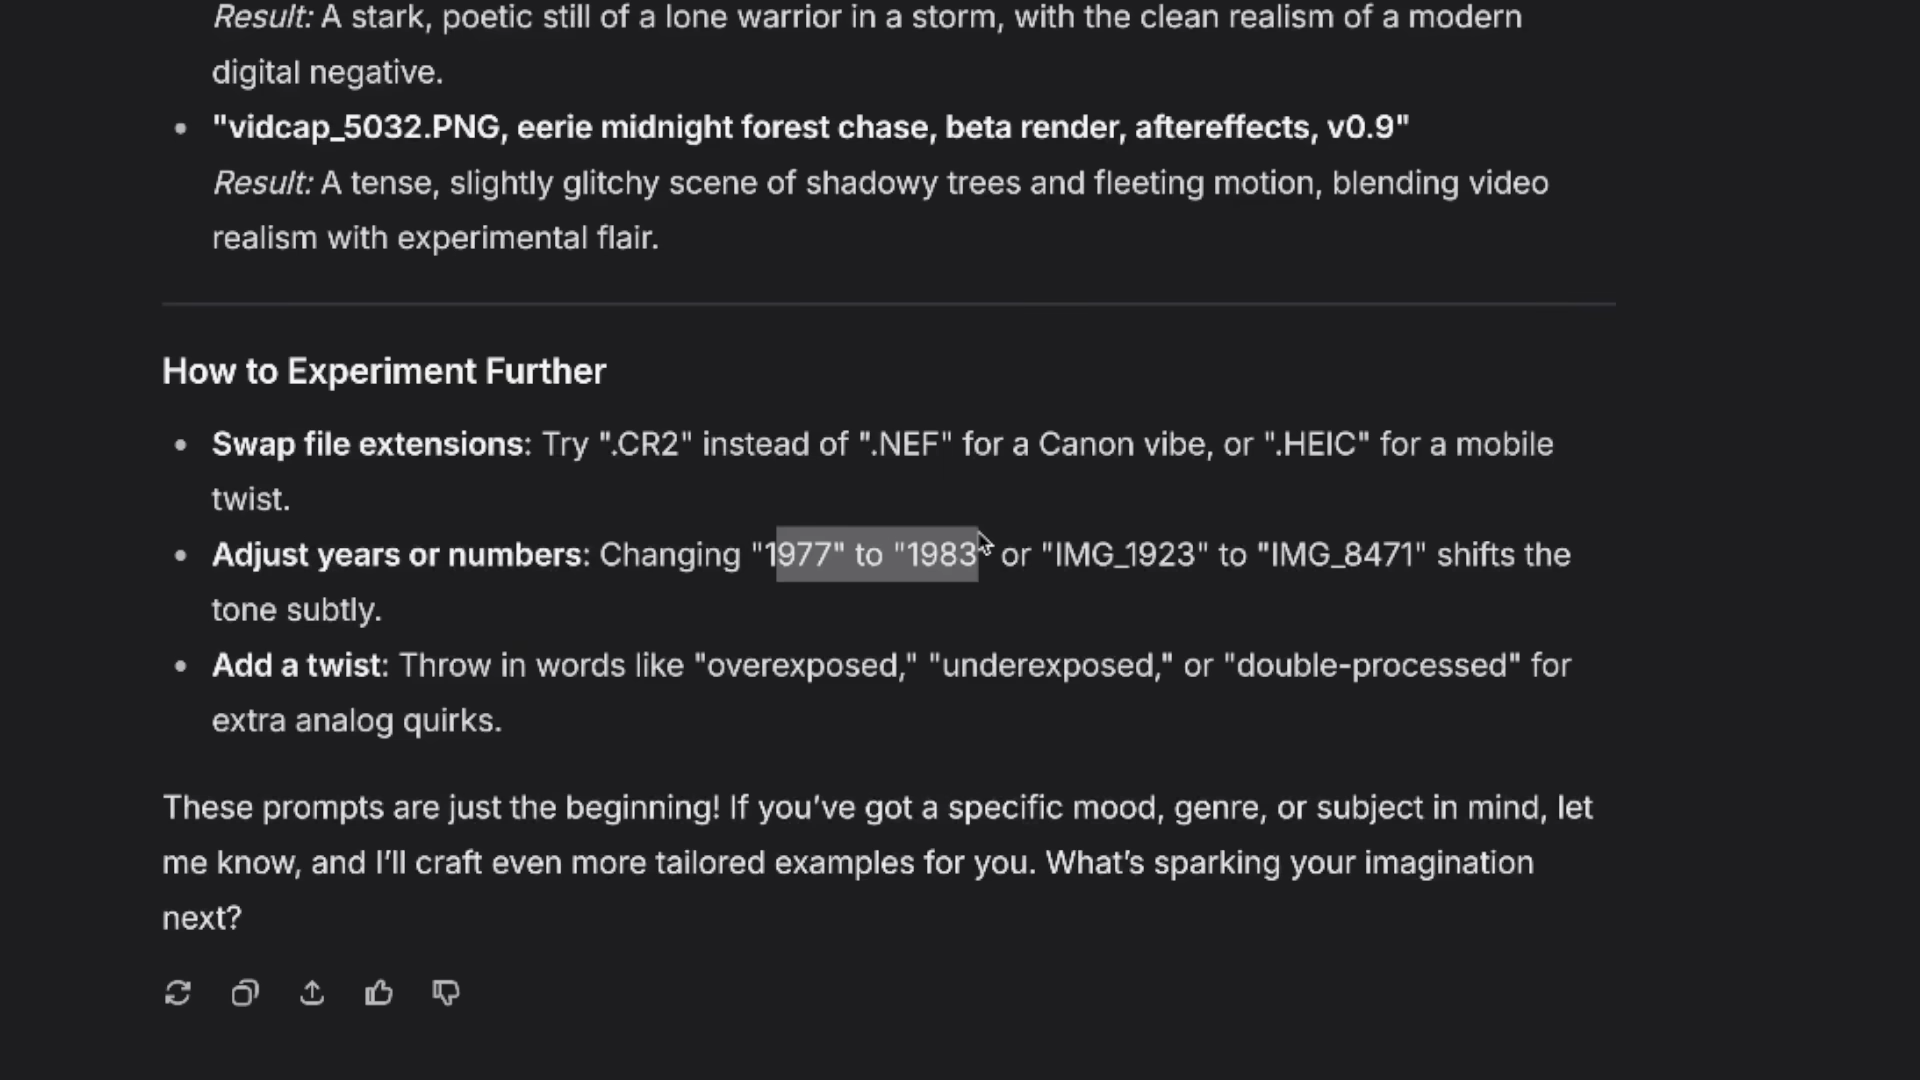 Result: A stark, poetic still of a lone warrior in a storm, with the clean realism of a modern
digital negative.
• "vidcap_5032.PNG, eerie midnight forest chase, beta render, aftereffects, v0.9"
Result: A tense, slightly glitchy scene of shadowy trees and fleeting motion, blending video
realism with experimental flair.
How to Experiment Further
• Swap file extensions: Try ".CR2" instead of ".NEF" for a Canon vibe, or ".HEIC" for a mobile
twist.
• Adjust years or numbers: Changing "1977" to "1983" or "IMG_1923" to "IMG_8471" shifts the
tone subtly.
• Add a twist: Throw in words like "overexposed," "underexposed," or "double-processed" for
extra analog quirks.
These prompts are just the beginning! If you’ve got a specific mood, genre, or subject in mind, let
me know, and I’ll craft even more tailored examples for you. What’s sparking your imagination
next?